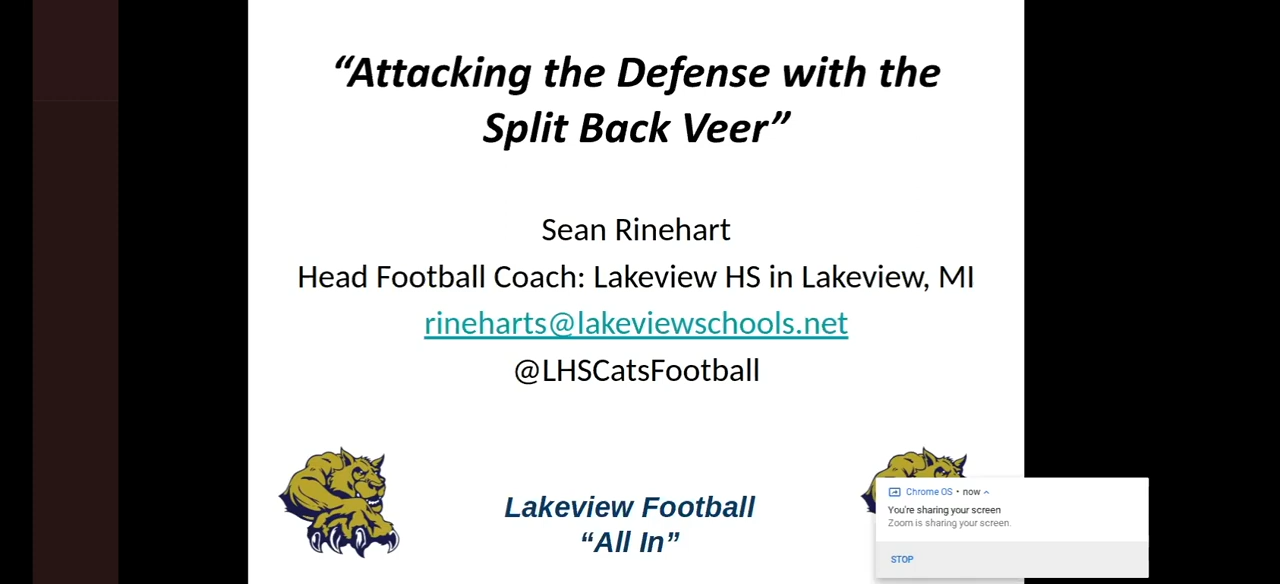 “Attacking the Defense with the
Split Back Veer”
Sean Rinehart
Head Football Coach: Lakeview HS in Lakeview, MI
rineharts@lakeviewschools.net
@LHSCatsFootball
Lakeview Football
“All In”
Chrome OS • now
You're sharing your screen
Zoom is sharing your screen.
STOP